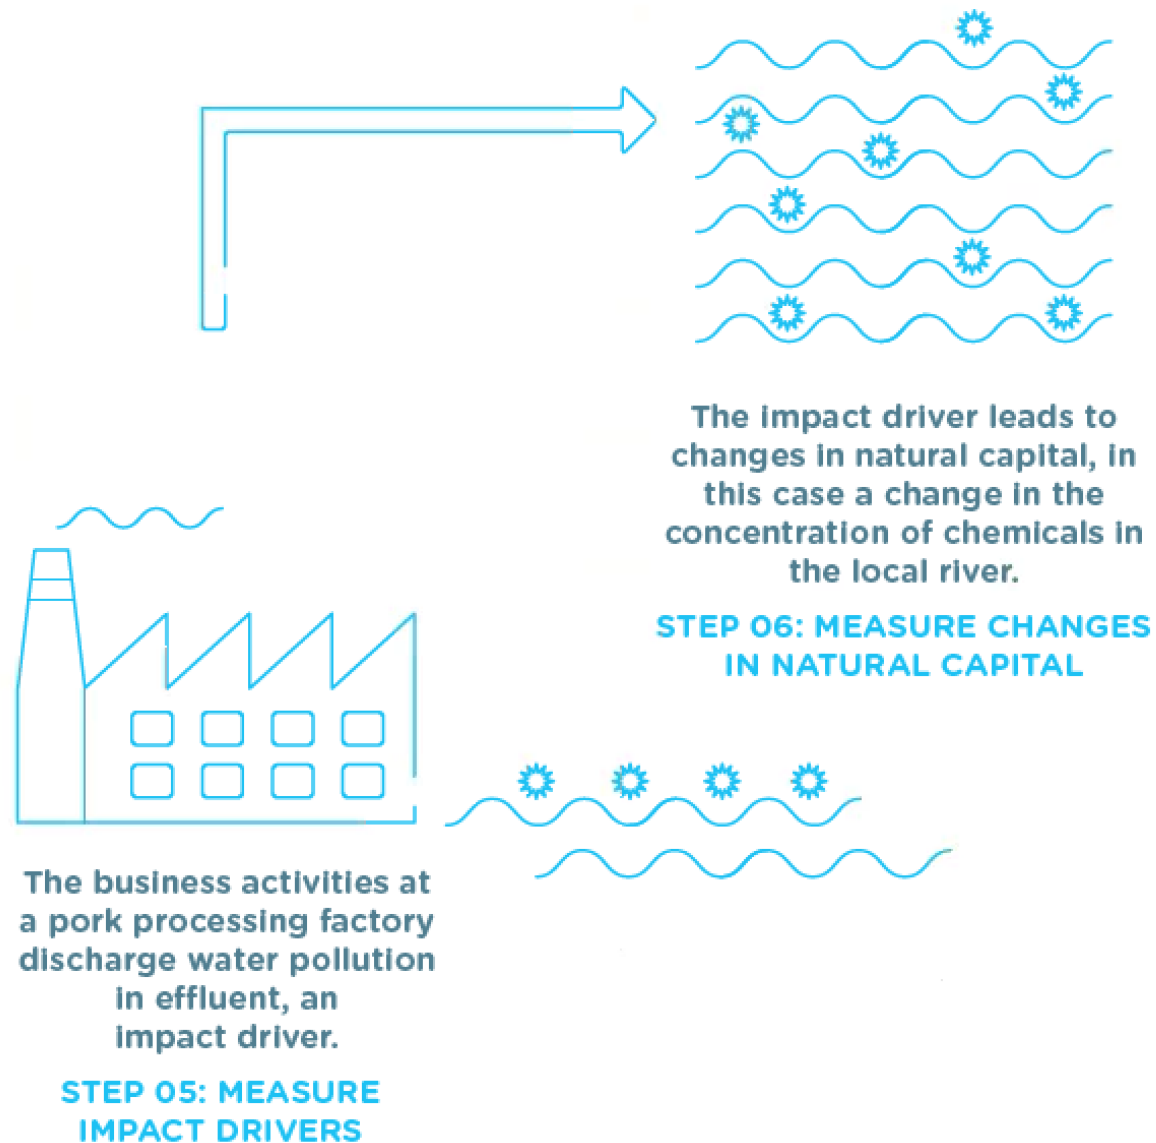 The impact driver leads to
changes in natural capital, in
this case a change in the
concentration of chemicals in
the local river.
STEP 06: MEASURE CHANGES
IN NATURAL CAPITAL
The business activities at
a pork processing factory
discharge water pollution
in effluent, an
impact driver.
STEP 05: MEASURE
IMPACT DRIVERS